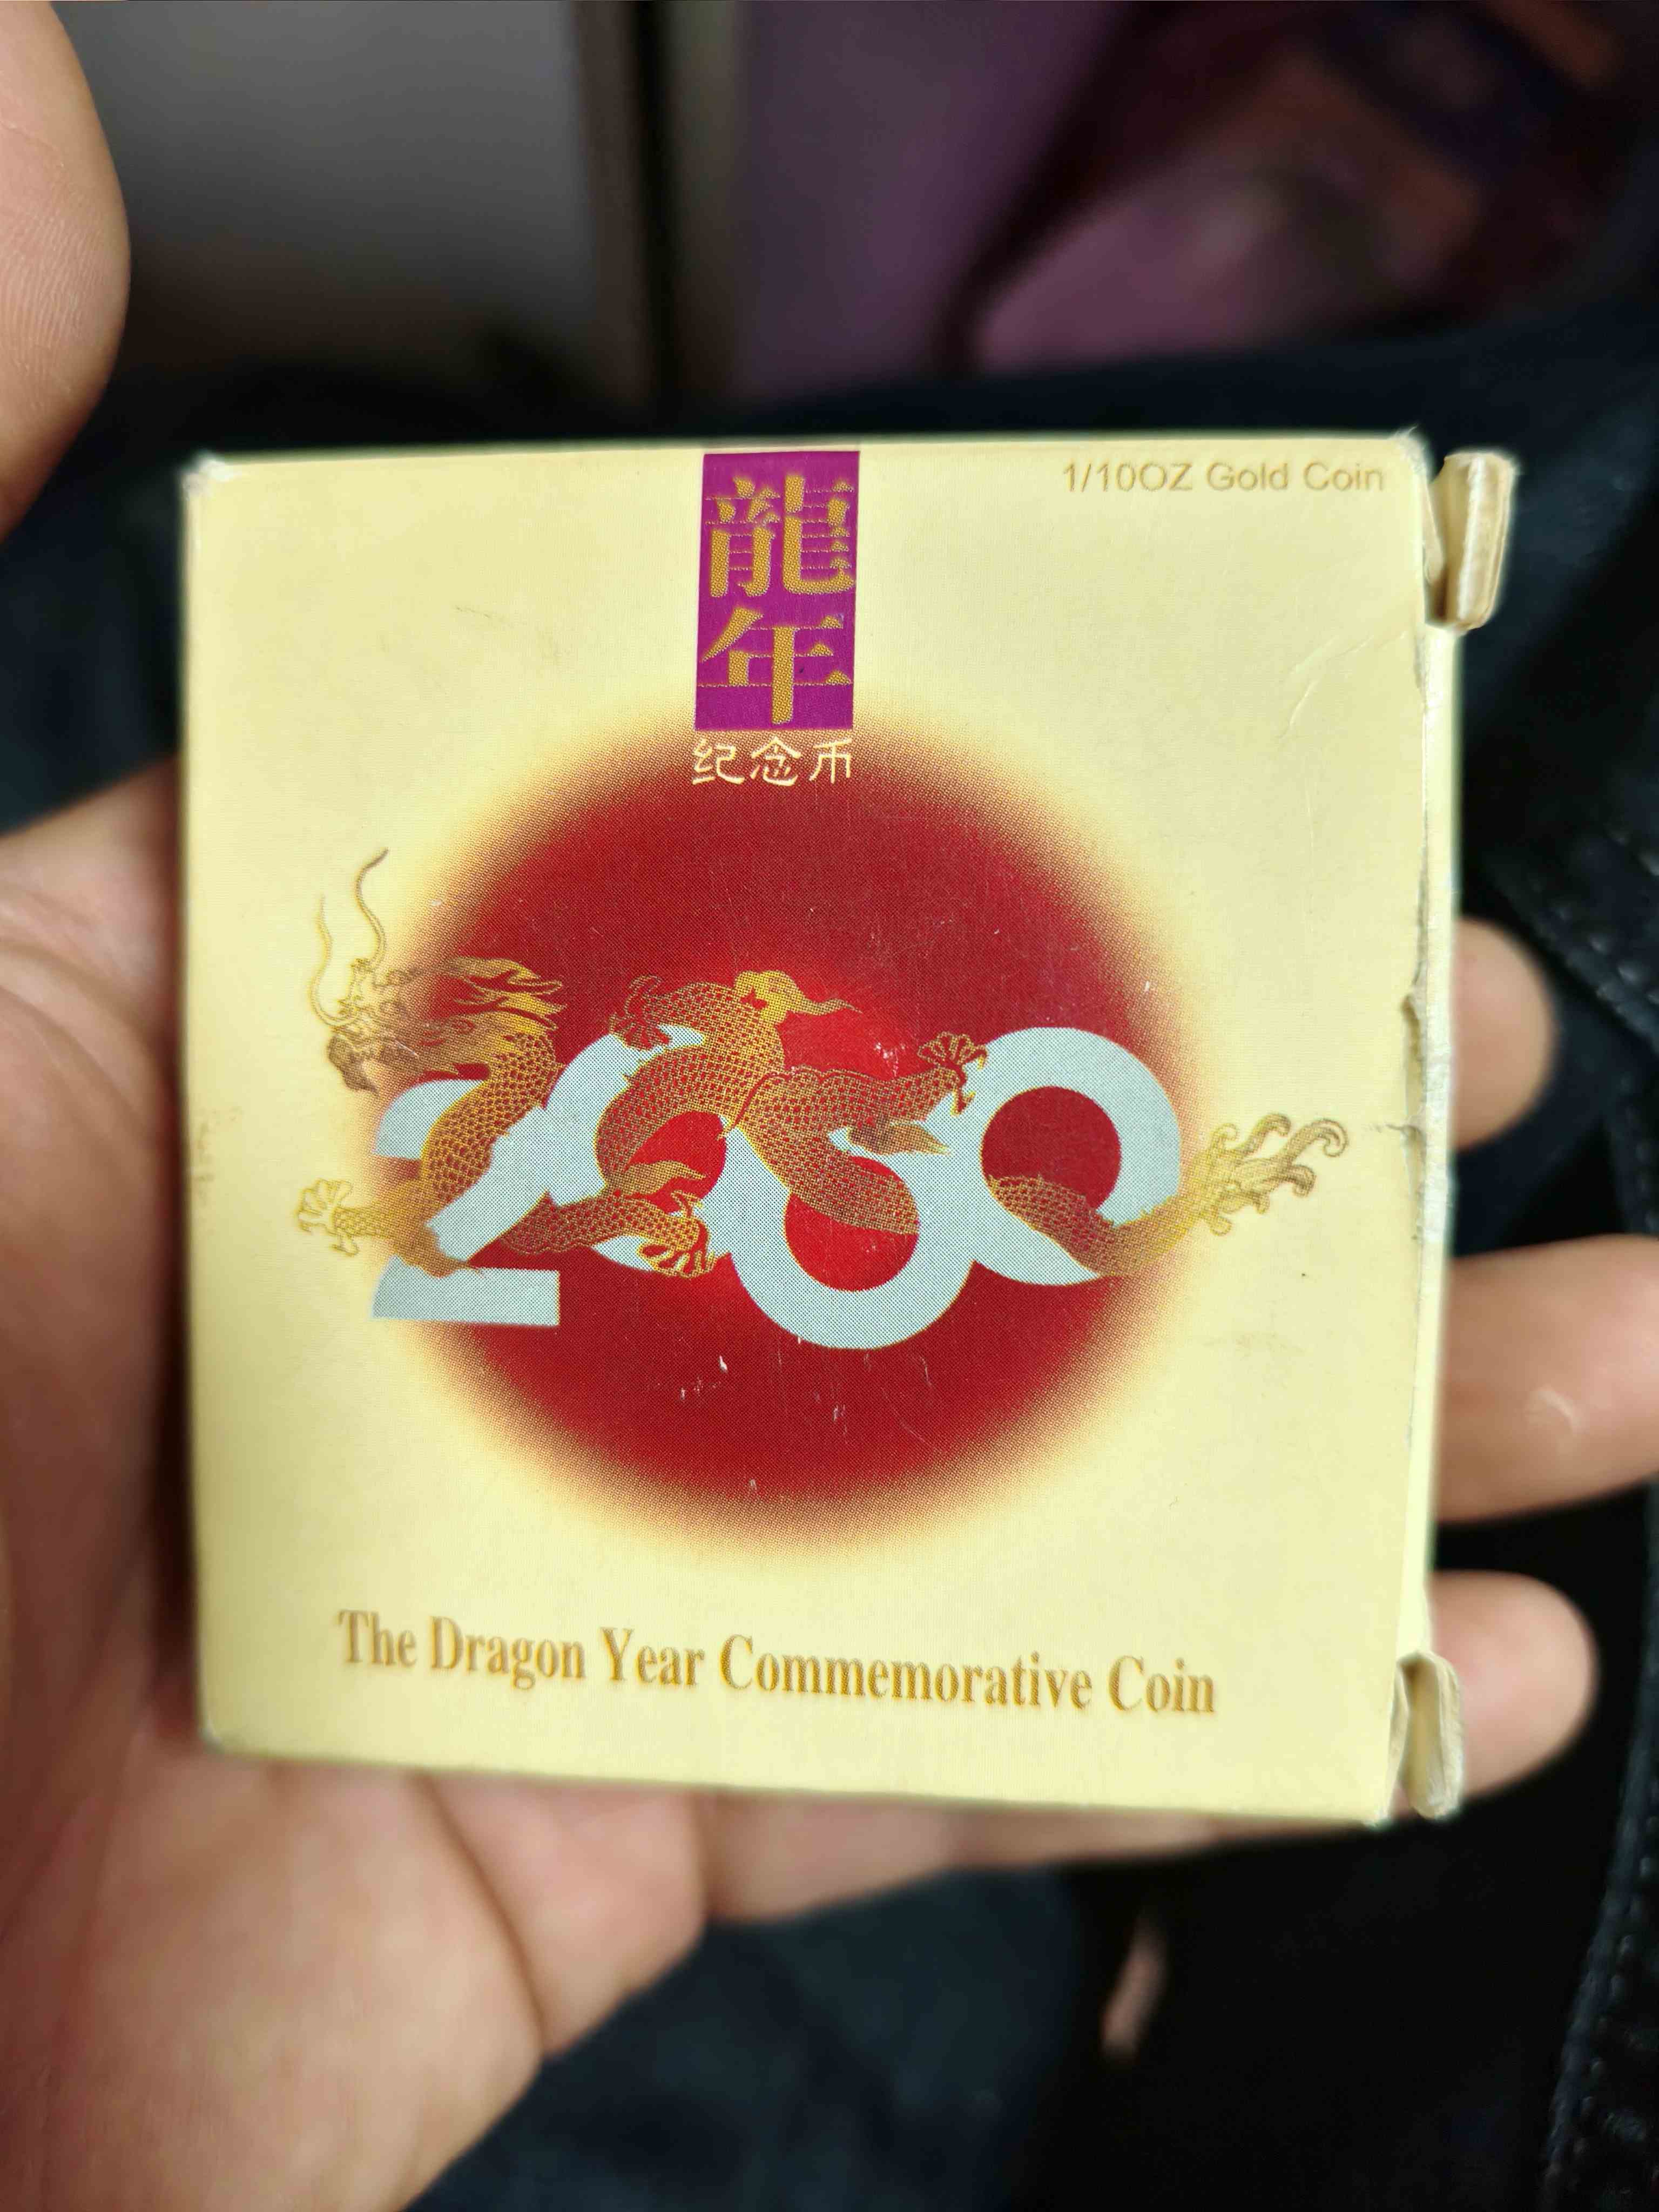 1/10OZ Gold Coin
龍
年
纪念币
2000
The Dragon Year Commemorative Coin